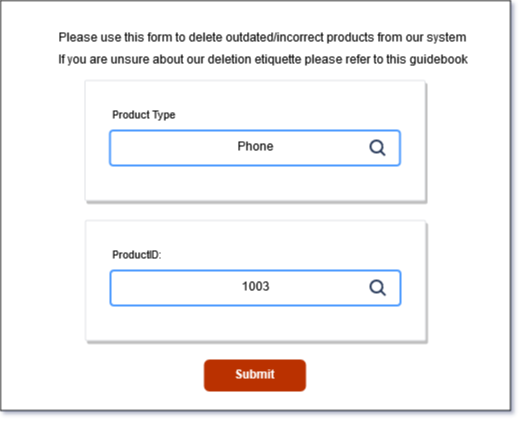 Please use this form to delete outdated/incorrect products from our system
If you are unsure about our deletion etiquette please refer to this guidebook
Product Type
Phone
ProductID:
1003
Submit